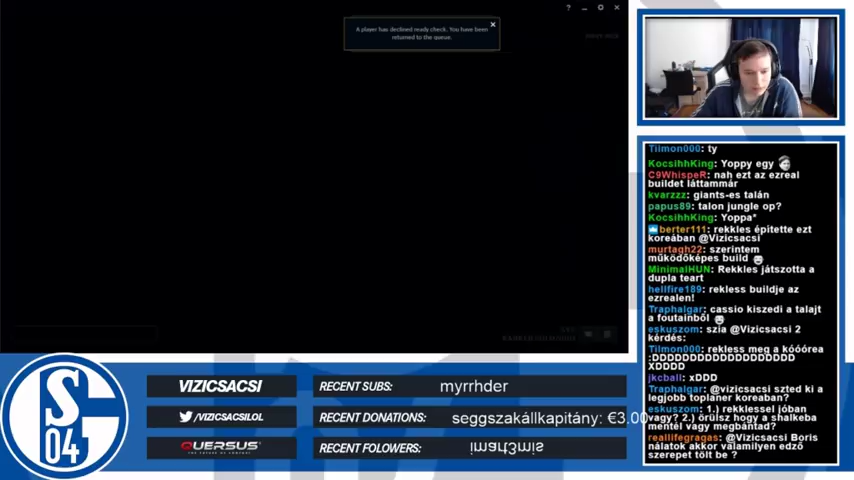 A player has declined ready check. You have been
returned to the queue.
Tilmon000: ty
KocsihhKing: Yoppy egy
C9WhispeR: nah ezt az ezreal
buildet láttammár
kvarzzz: giants-es talán
papus89: talon jungle op?
KocsihhKing: Yoppa*
berter111: rekkles építette ezt
koreában @Vizicsacsi
murtagh22: szerintem
működőképes build
MinimalHUN: Rekkles játszotta a
dupla teart
hellfire189: rekless buildje az
ezrealen!
Traphalgar: cassio kiszedi a talajt
a foutainből
eskuszom: szia @Vizicsacsi 2
kérdés:
Tilmon000: rekless meg a kóóórea
:DDDDDDDDDDDDDDDDDDD
XDDDD
jkcball: xDDD
Traphalgar: @vizicsacsi szted ki a
legjobb toplaner koreában?
eskuszom: 1.) rekklessel jóban
vagy? 2.) örülsz hogy a shalkeba
mentél vagy megbántad?
reallifegragas: @Vizicsacsi Boris
nálatok akkor valamilyen edző
szerepet tölt be ?
S
04
VIZICSACSI
/VIZICSACSILOL
QUERSUS
RECENT SUBS: myrrhder
RECENT DONATIONS: seggszakállkapitány: €3.00
RECENT FOLOWERS: imart3mis